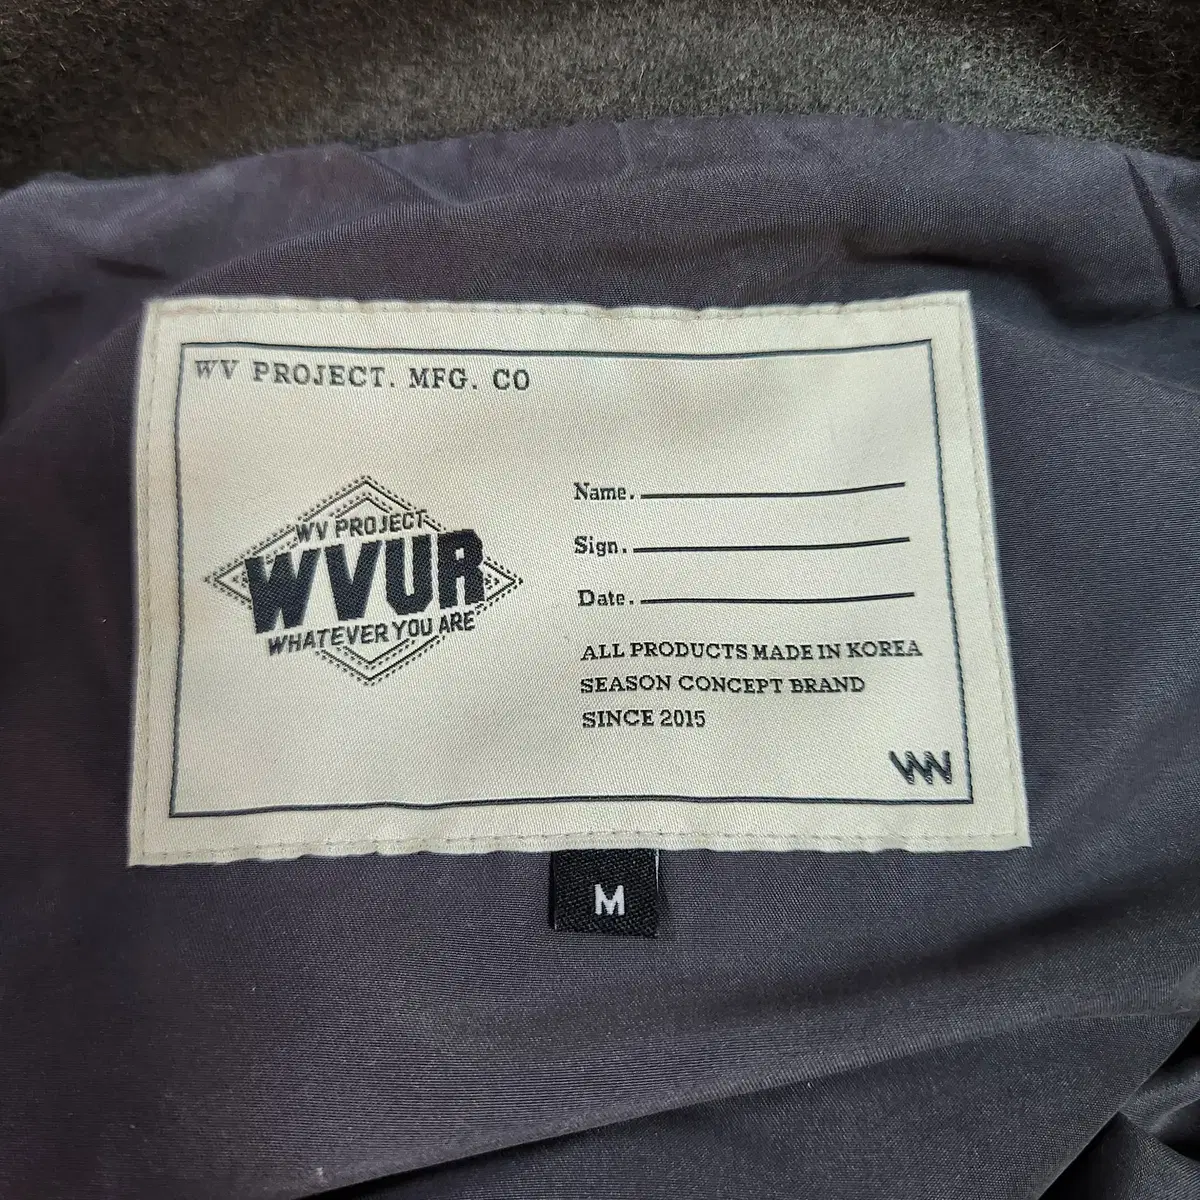 WV PROJECT. MFG. CO
WV PROJECT
WVUR
WHATEVER YOU ARE
Name.
Sign.
Date.
ALL PRODUCTS MADE IN KOREA
SEASON CONCEPT BRAND
SINCE 2015
M